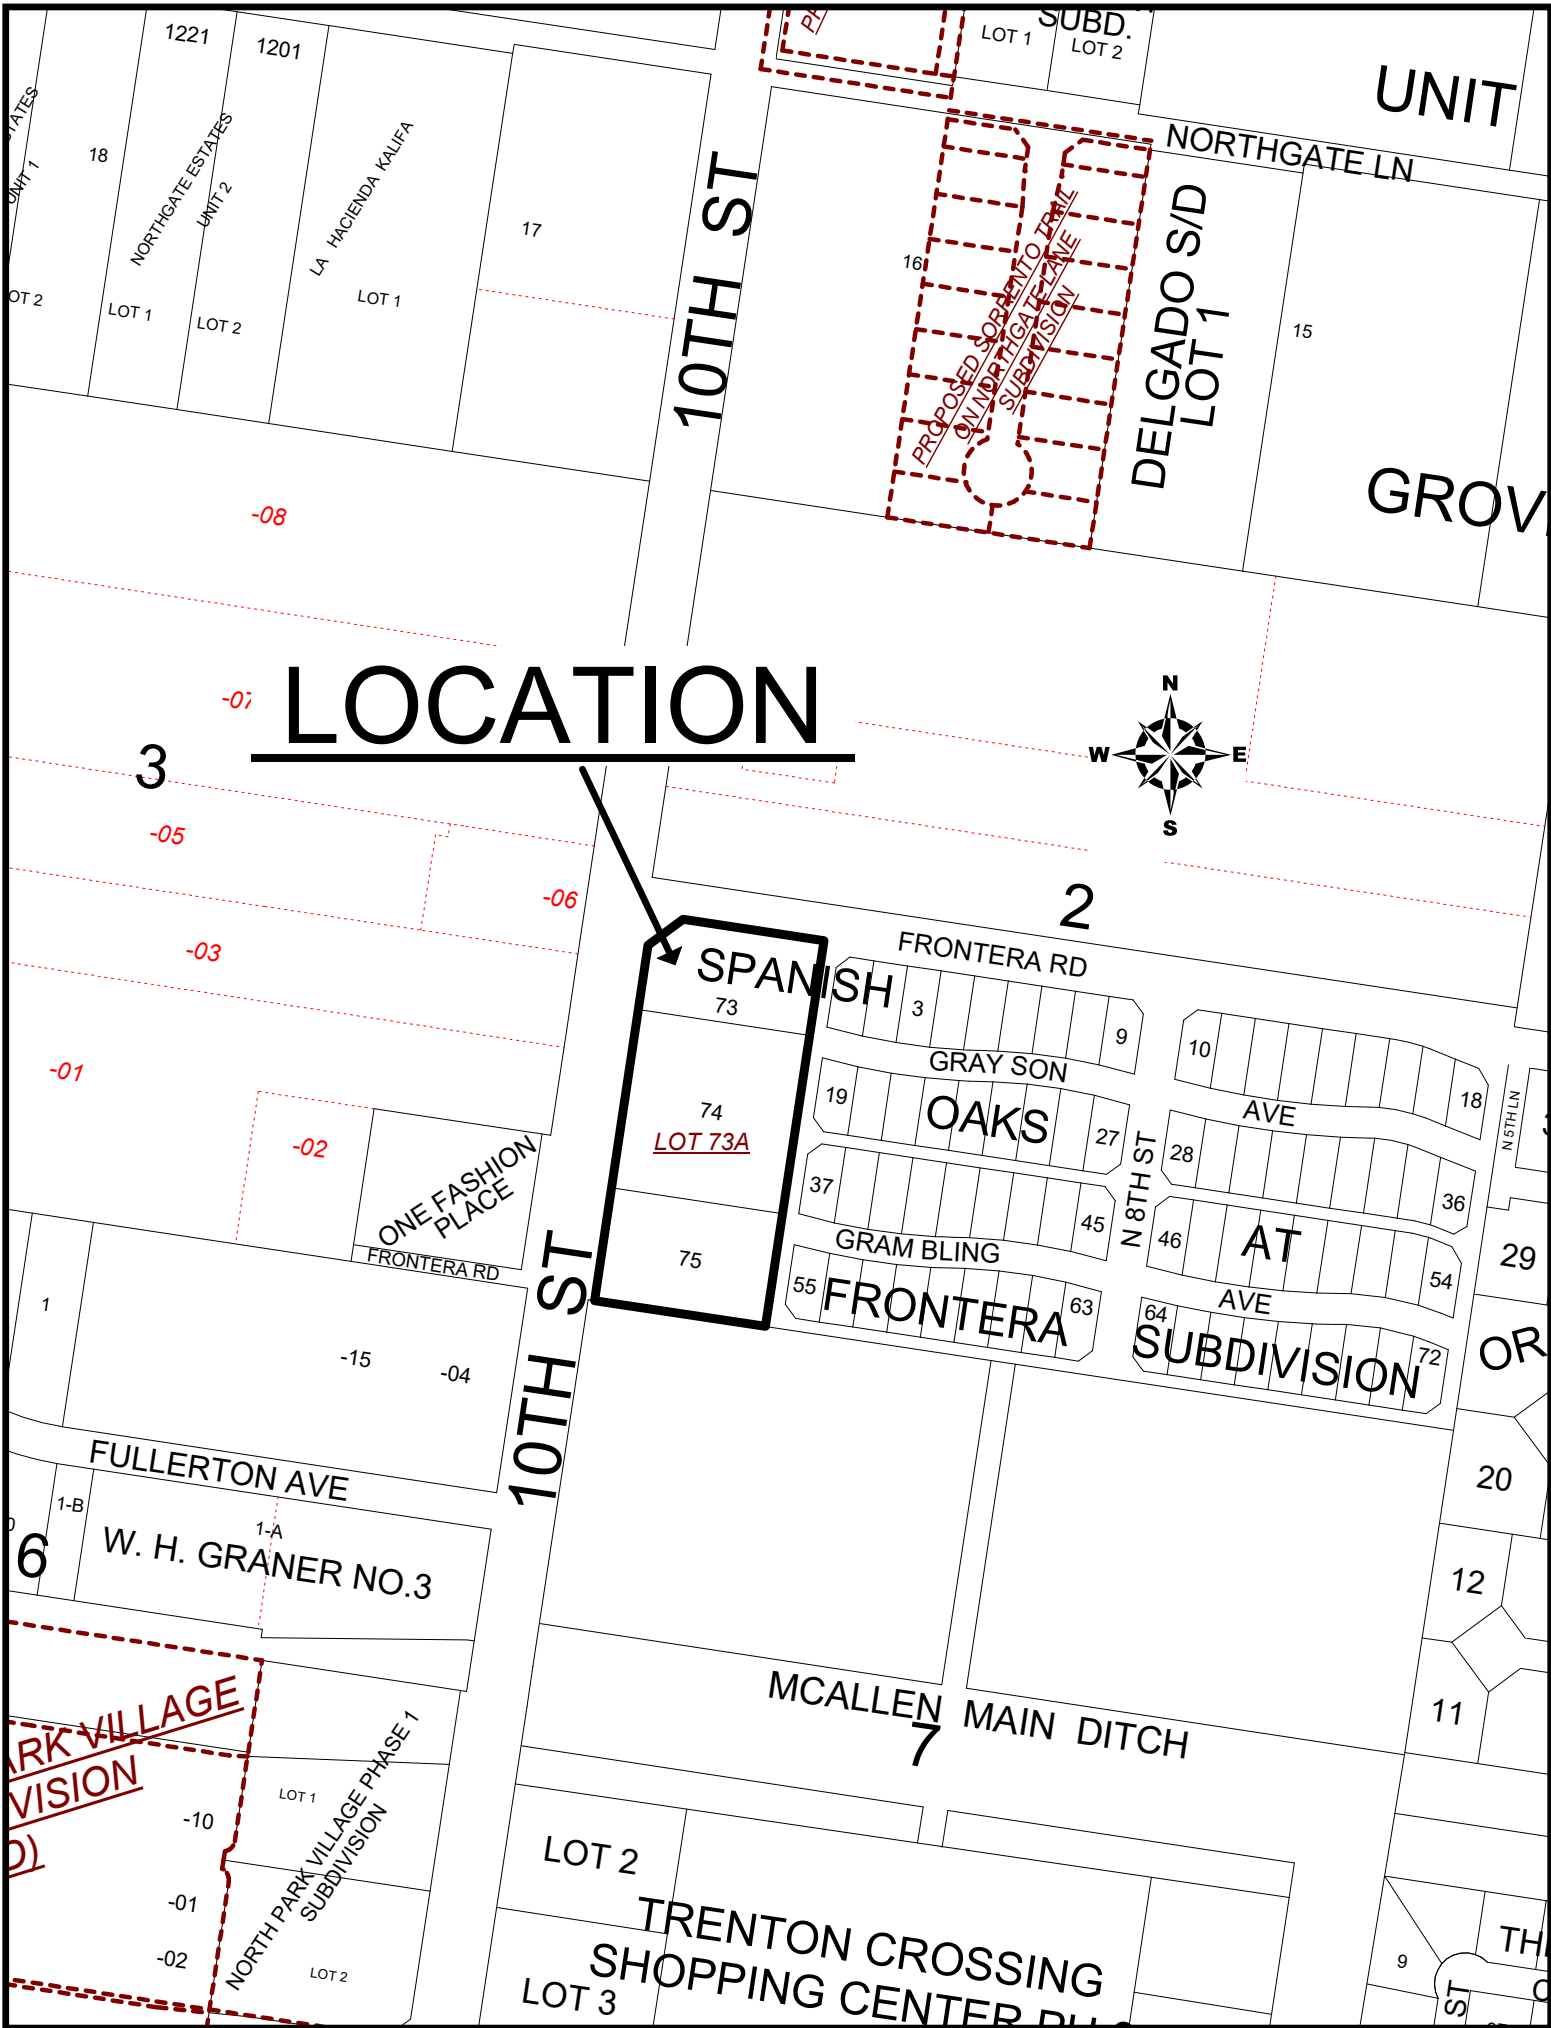 SUBD.
LOT 1
LOT 2
UNIT
1221
1201
18
UNIT 1
NORTHGATE ESTATES
UNIT 2
LA HACIENDA KALIFA
17
LOT 1
LOT 2
LOT 1
10TH ST
NORTHGATE LN
16
PROPOSED SORRENTO TRAIL
ON NORTHGATE LANE
SUBDIVISION
DELGADO S/D
LOT 1
15
-08
-07
LOCATION
3
-05
-06
-03
-01
-02
N
W
E
S
2
FRONTERA RD
SPANISH
73
3
9
10
18
GRAY SON
AVE
N 5TH LN
74
LOT 73A
19
OAKS
27
28
36
N 8TH ST
37
45
46
AT
54
29
ONE FASHION
PLACE
FRONTERA RD
GRAM BLING
AVE
75
55
FRONTERA
63
64
SUBDIVISION
72
10TH ST
1
-15
-04
20
FULLERTON AVE
1-B
1-A
6
W. H. GRANER NO.3
12
11
MCALLEN MAIN DITCH
7
NORTH PARK VILLAGE PHASE 1
SUBDIVISION
LOT 1
-10
-01
-02
LOT 2
LOT 2
LOT 3
TRENTON CROSSING
SHOPPING CENTER
9
ST